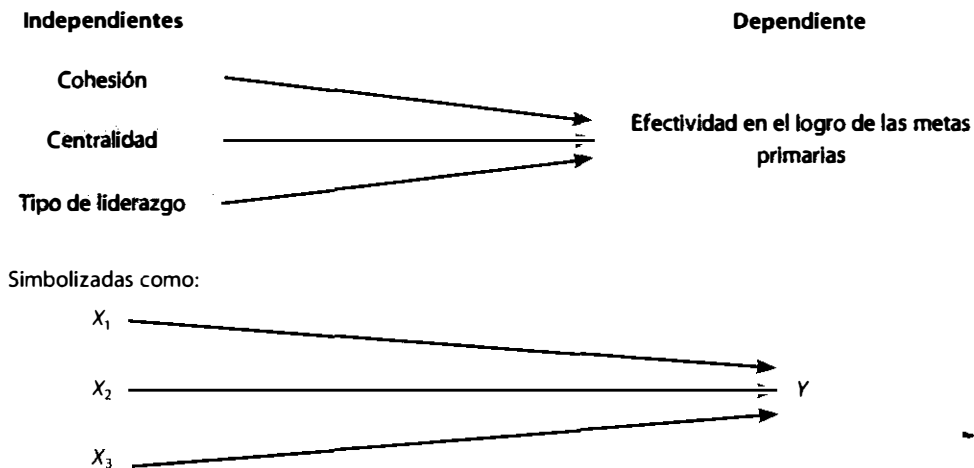 Independientes Dependiente
Cohesión
Centralidad
Efectividad en el logro de las metas
primarias
Tipo de liderazgo
Simbolizadas como:
X₁
X₂ Y
X₃